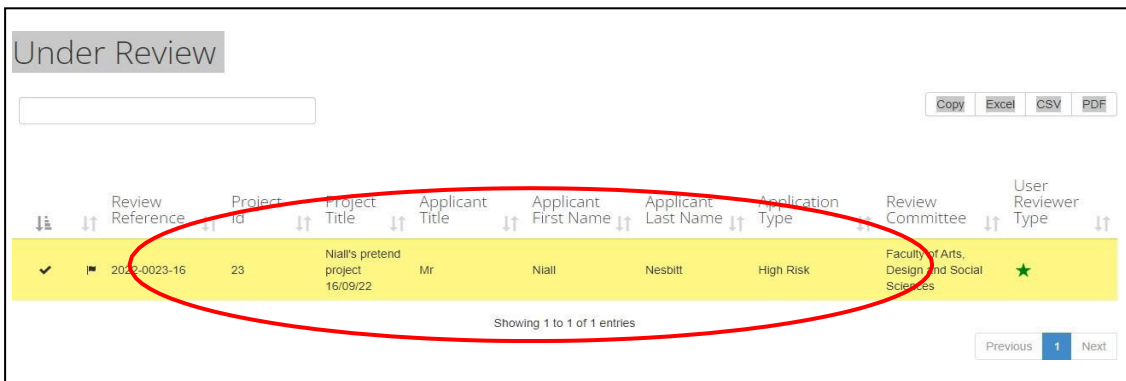 Under Review
Copy Excel CSV PDF
Review Reference Project Id Project Title Applicant Title Applicant First Name Applicant Last Name Application Type Review Committee User Reviewer Type
2022-0023-16 23 Niall's pretend project 16/09/22 Mr Niall Nesbitt High Risk Faculty of Arts, Design and Social Sciences
Showing 1 to 1 of 1 entries
Previous 1 Next